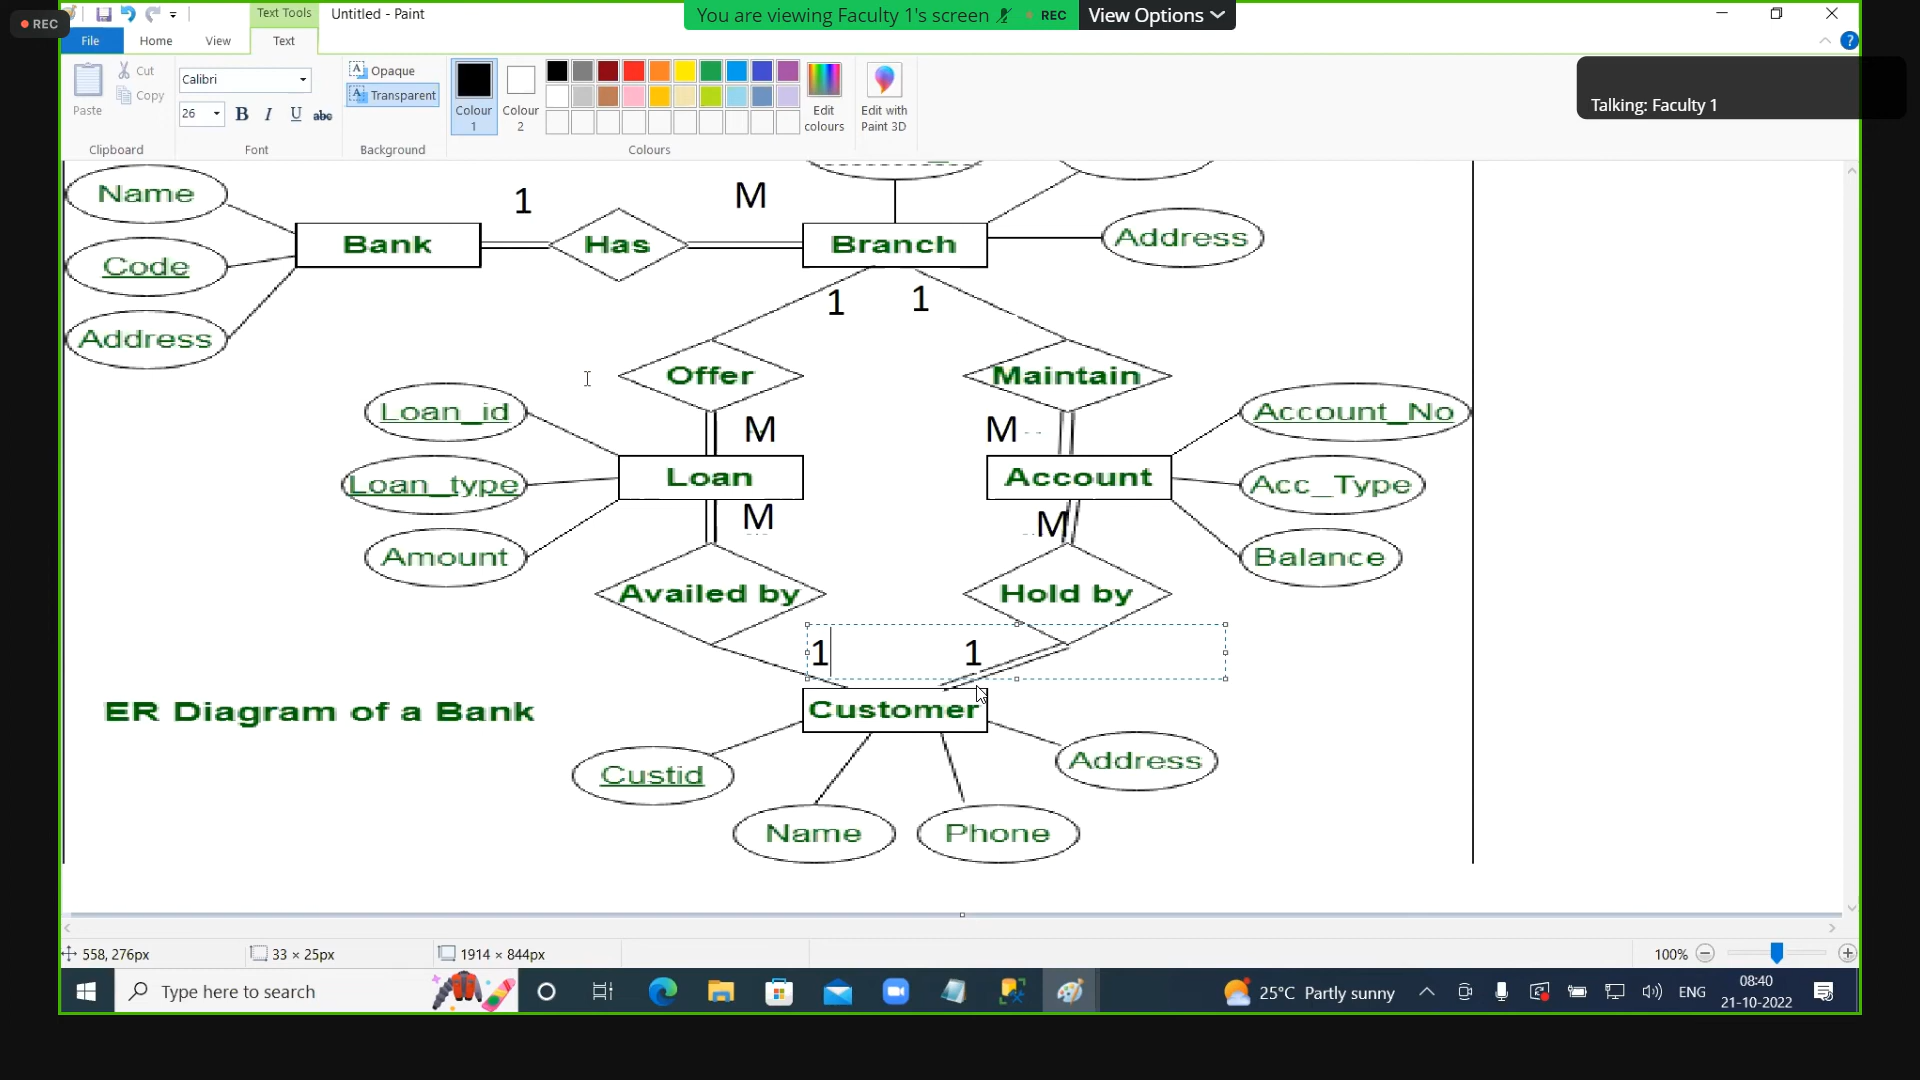 REC
Text Tools
Untitled - Paint
You are viewing Faculty 1's screen
REC
View Options
File
Home
View
Text
Talking: Faculty 1
Paste
Cut
Copy
Calibri
26
B I U abc
Opaque
Transparent
Colour 1
Colour 2
Edit colours
Edit with Paint 3D
Clipboard
Font
Background
Colours
Name
1
M
Bank
Has
Branch
Address
Code
Address
1
1
Offer
Maintain
Loan_id
M
M
Account_No
Loan
Account
Loan_type
Acc_Type
M
M
Amount
Balance
Availed by
Hold by
1
1
ER Diagram of a Bank
Customer
Custid
Address
Name
Phone
558, 276px
33 × 25px
1914 × 844px
100%
Type here to search
25°C Partly sunny
ENG
08:40
21-10-2022